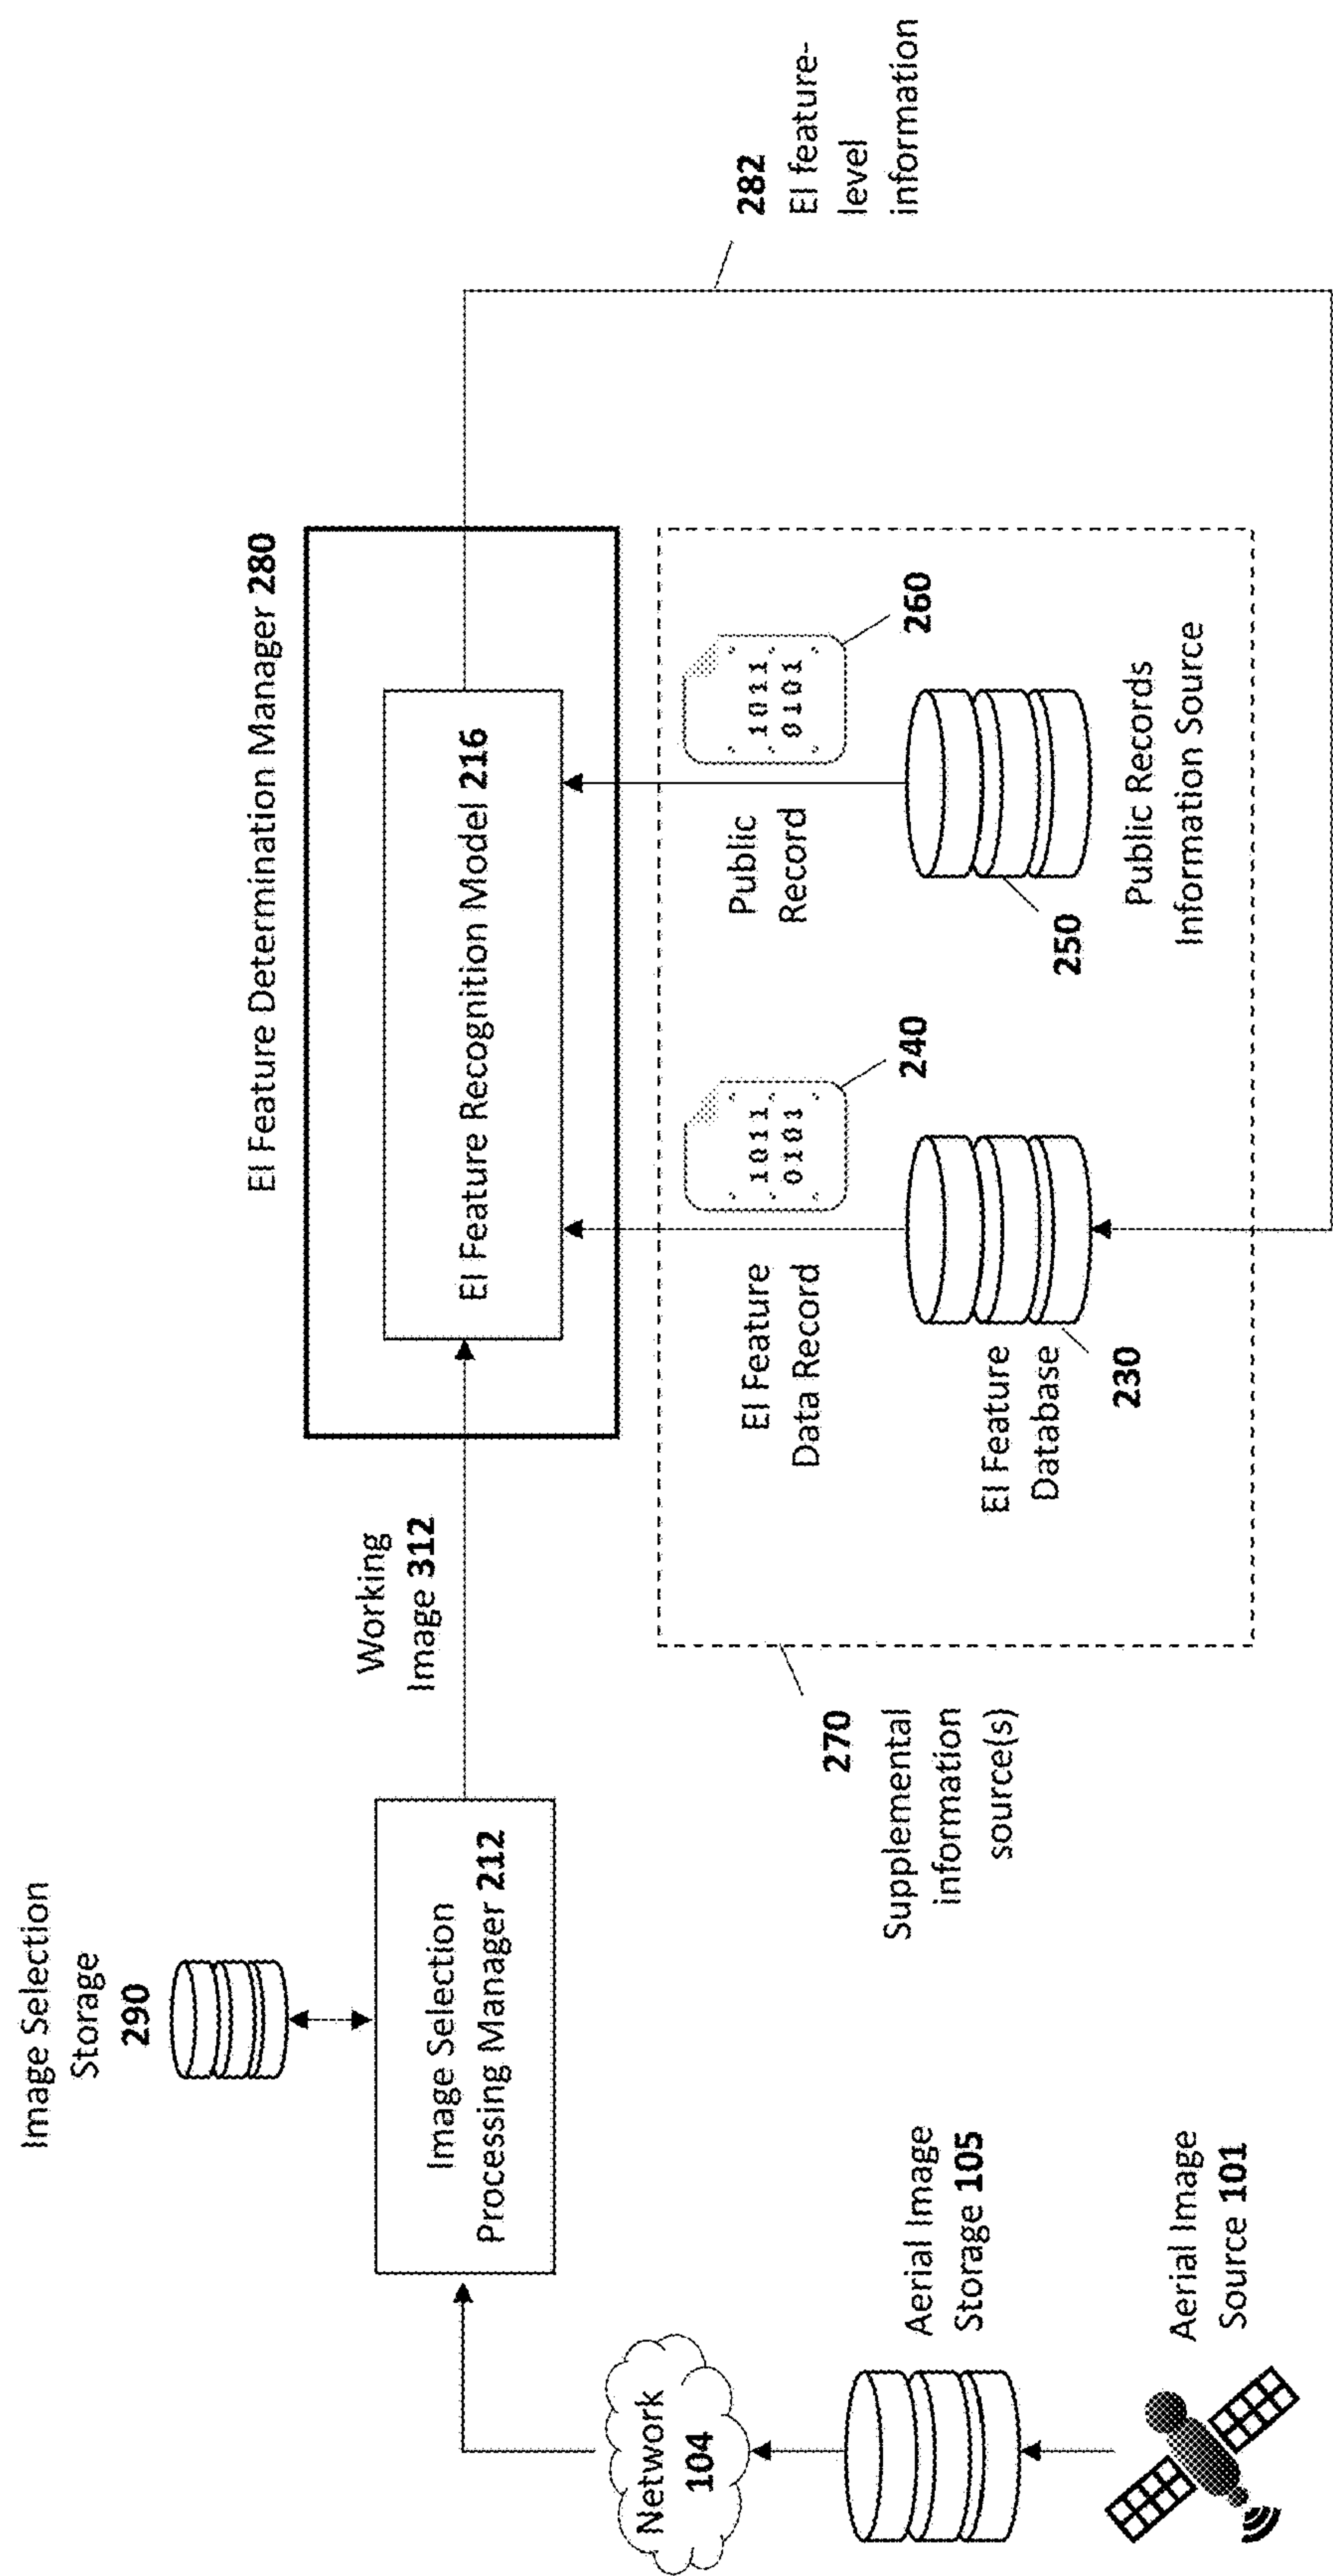 Image Selection
Storage
290
Image Selection
Processing Manager 212
Network
104
Aerial Image
Storage 105
Aerial Image
Source 101
Working
Image 312
EI Feature Determination Manager 280
EI Feature Recognition Model 216
282
EI feature-
level
information
270
Supplemental
information
source(s)
EI Feature
Data Record
1011
0101
240
EI Feature
Database
230
Public
Record
1011
0101
260
250
Public Records
Information Source